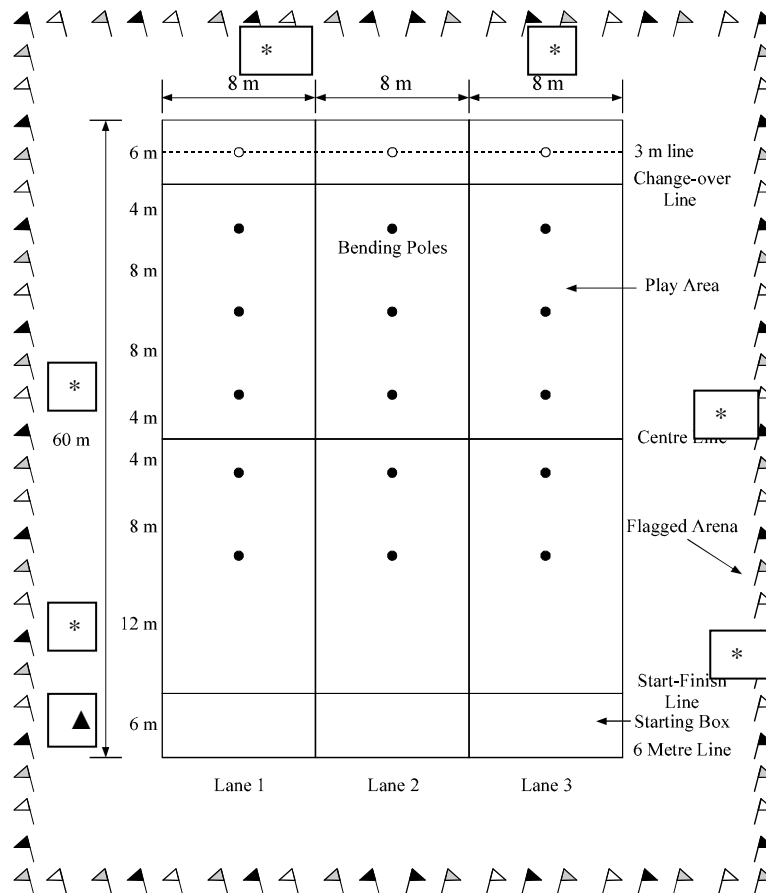 *
*
8 m
8 m
8 m
6 m
3 m line
Change-over
Line
4 m
Bending Poles
8 m
Play Area
8 m
*
*
4 m
60 m
Centre Line
4 m
8 m
Flagged Arena
12 m
*
*
Start-Finish
Line
6 m
Starting Box
6 Metre Line
Lane 1
Lane 2
Lane 3